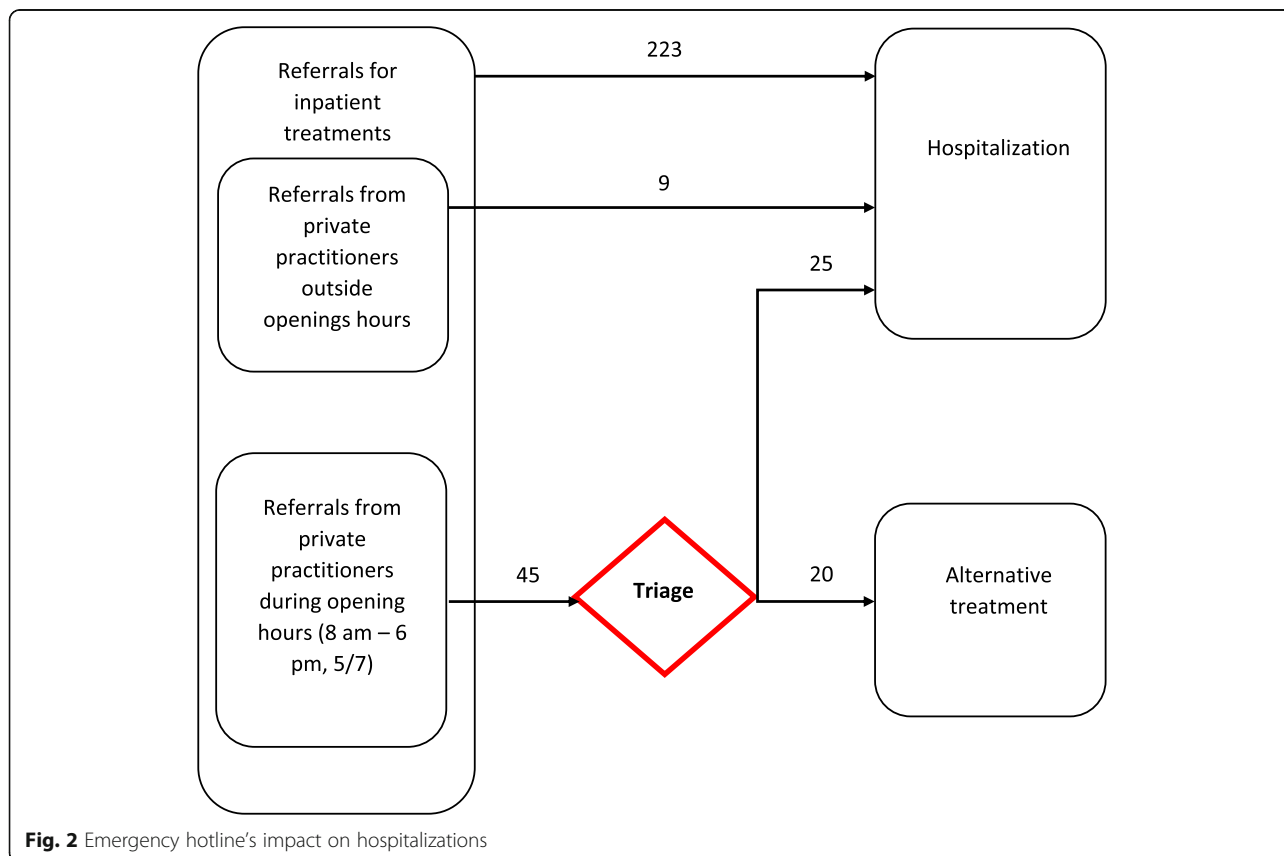 Referrals for
inpatient
treatments
223
Hospitalization
Referrals from
private
practitioners
outside
openings hours
9
25
Referrals from
private
practitioners
during opening
hours (8 am – 6
pm, 5/7)
45
Triage
20
Alternative
treatment
Fig. 2 Emergency hotline's impact on hospitalizations